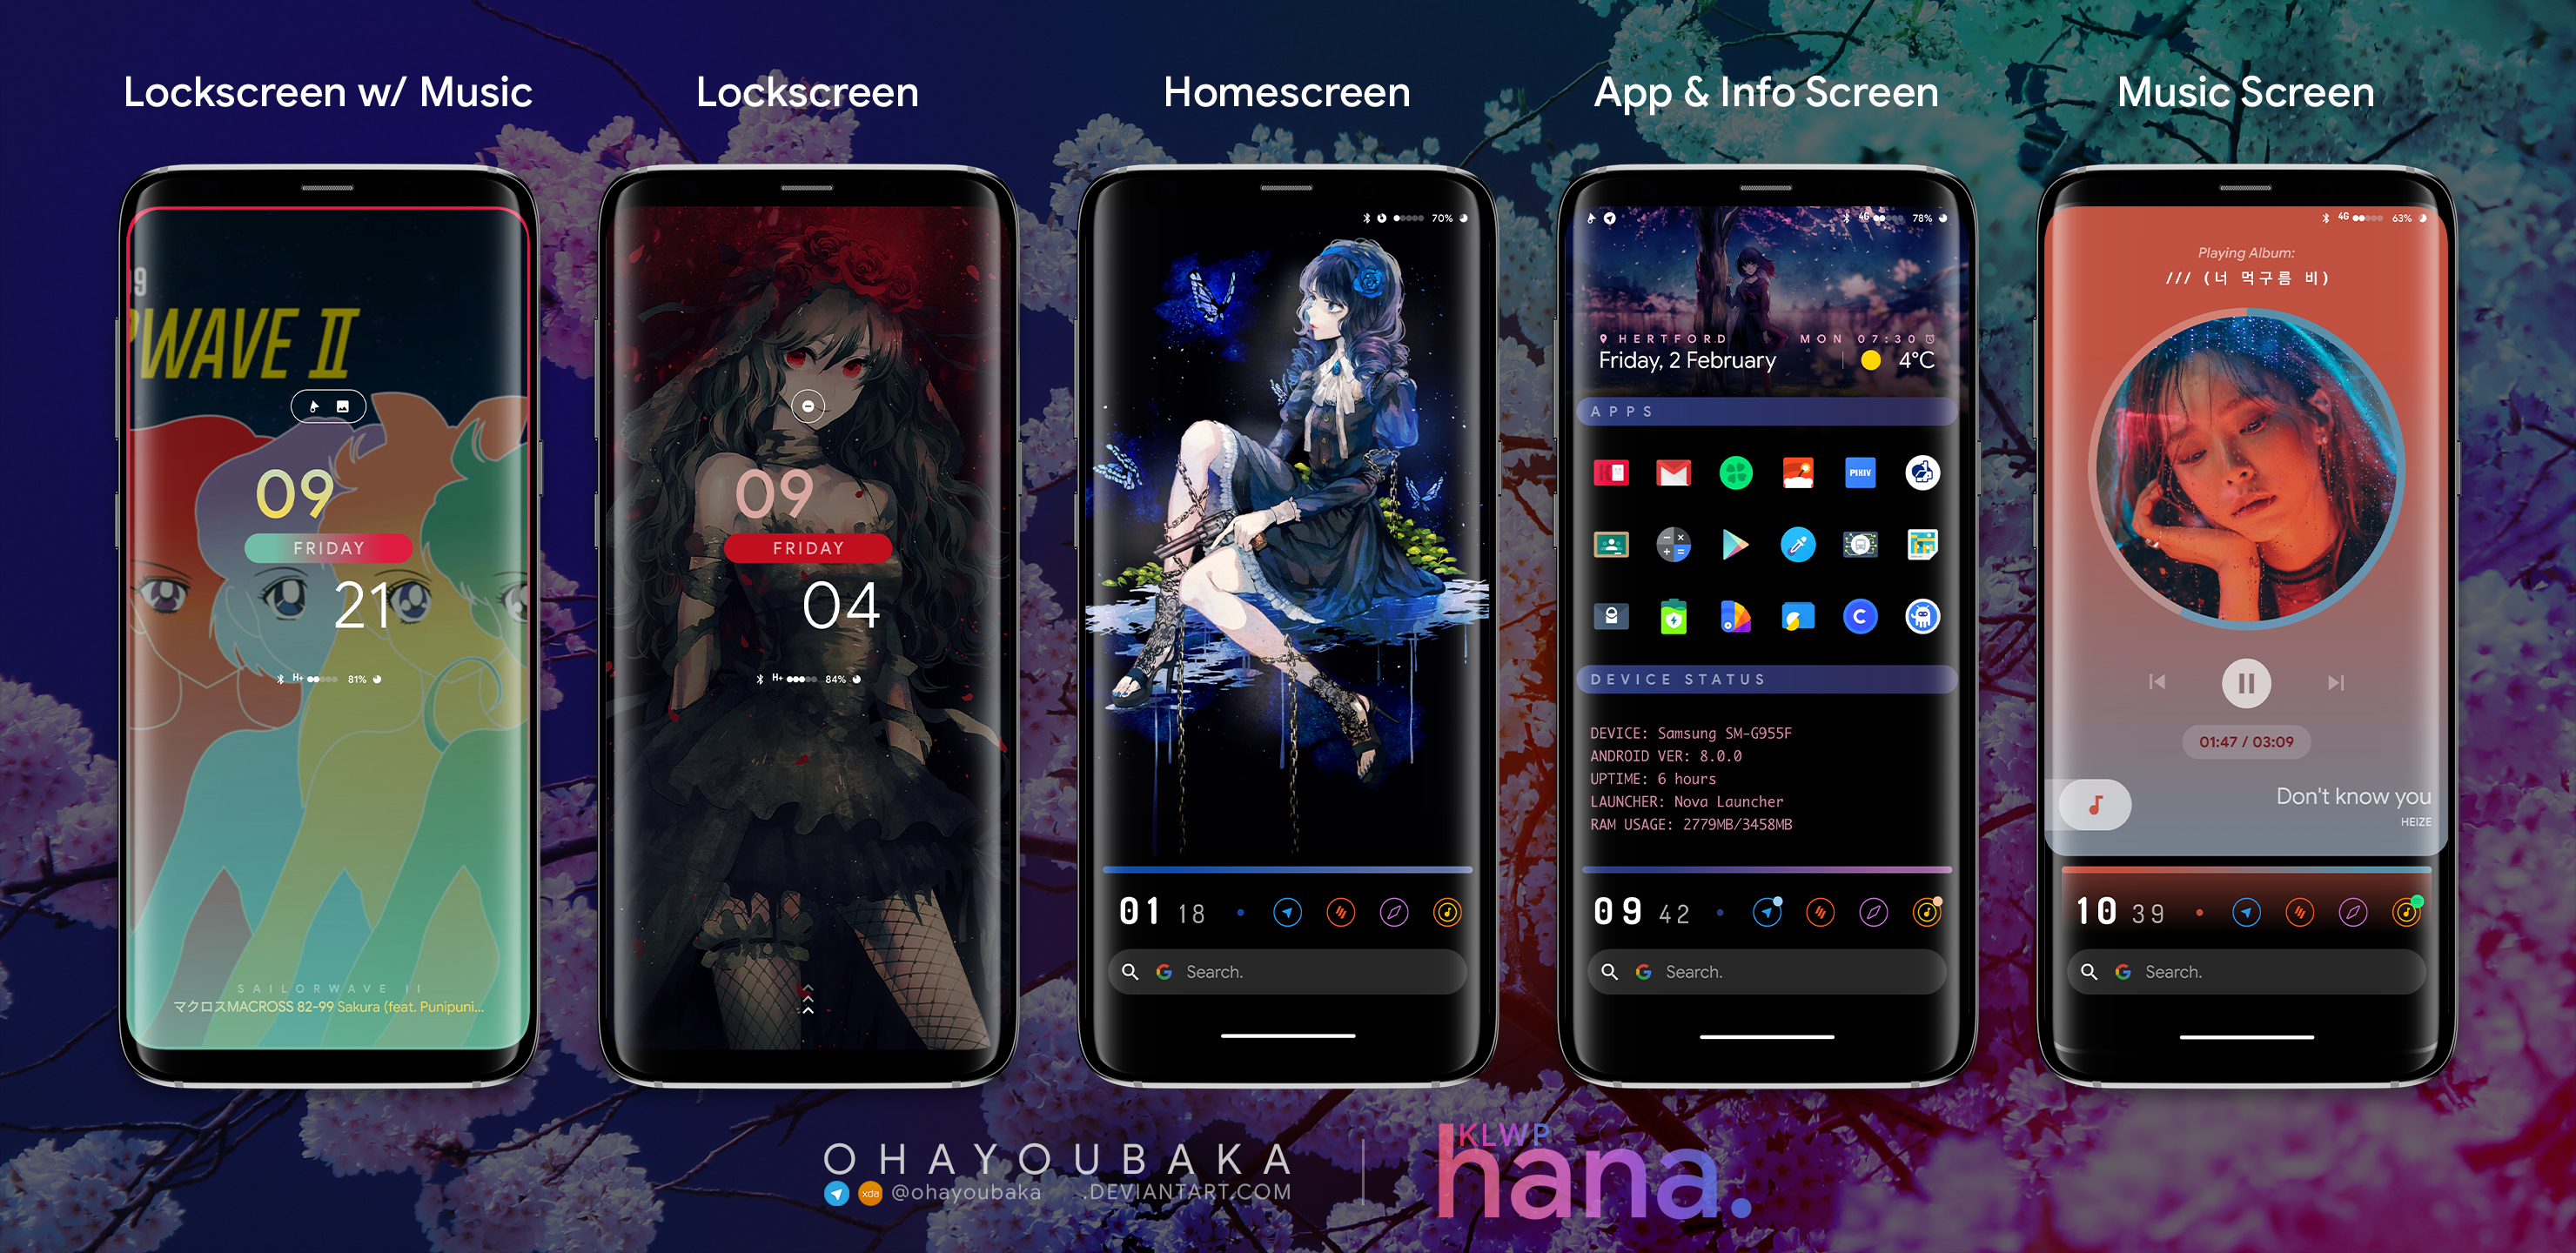 Lockscreen w/ Music
Lockscreen
Homescreen
App & Info Screen
Music Screen
9
WAVE II
09
FRIDAY
21
H+ 81%
SAILORWAVE II
マクロスMACROSS 82-99 Sakura (feat. Punipuni...
09
FRIDAY
04
H+ 84%
70%
01 18
G Search.
4G 78%
HERTFORD MON 07:30
Friday, 2 February | 4°C
APPS
PIXIV
C
DEVICE STATUS
DEVICE: Samsung SM-G955F
ANDROID VER: 8.0.0
UPTIME: 6 hours
LAUNCHER: Nova Launcher
RAM USAGE: 2779MB/3458MB
09 42
G Search.
4G 63%
Playing Album:
/// (너 먹구름 비)
01:47 / 03:09
Don't know you
HEIZE
10 39
G Search.
OHAYOUBAKA
xda @ohayoubaka .DEVIANTART.COM
KLWP
hana.